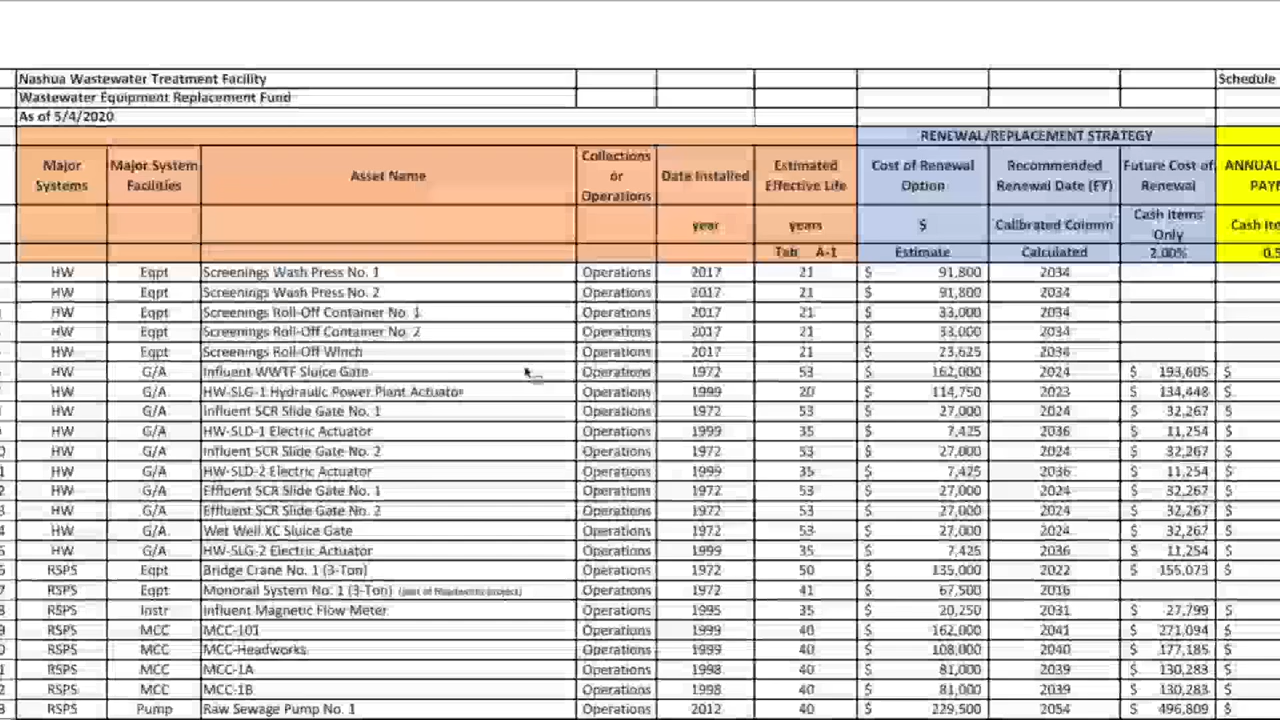 Nashua Wastewater Treatment Facility Schedule
Wastewater Equipment Replacement Fund
As of 5/4/2020
RENEWAL/REPLACEMENT STRATEGY
Major Systems Major System Facilities Asset Name Collections or Operations Date Installed Estimated Effective Life Cost of Renewal Option Recommended Renewal Date (FY) Future Cost of Renewal ANNUAL PAY
year years $ Calibrated Column Cash Items Only Cash Ite
Tab A-1 Estimate Calculated 2.00% 0.5
HW Eqpt Screenings Wash Press No. 1 Operations 2017 21 $ 91,800 2034
HW Eqpt Screenings Wash Press No. 2 Operations 2017 21 $ 91,800 2034
HW Eqpt Screenings Roll-Off Container No. 1 Operations 2017 21 $ 33,000 2034
HW Eqpt Screenings Roll-Off Container No. 2 Operations 2017 21 $ 33,000 2034
HW Eqpt Screenings Roll-Off Winch Operations 2017 21 $ 23,625 2034
HW G/A Influent WWTF Sluice Gate Operations 1972 53 $ 162,000 2024 $ 193,605 $
HW G/A HW-SLG-1 Hydraulic Power Plant Actuator Operations 1999 20 $ 114,750 2023 $ 134,448 $
HW G/A Influent SCR Slide Gate No. 1 Operations 1972 53 $ 27,000 2024 $ 32,267 $
HW G/A HW-SLD-1 Electric Actuator Operations 1999 35 $ 7,425 2036 $ 11,254 $
HW G/A Influent SCR Slide Gate No. 2 Operations 1972 53 $ 27,000 2024 $ 32,267 $
HW G/A HW-SLD-2 Electric Actuator Operations 1999 35 $ 7,425 2036 $ 11,254 $
HW G/A Effluent SCR Slide Gate No. 1 Operations 1972 53 $ 27,000 2024 $ 32,267 $
HW G/A Effluent SCR Slide Gate No. 2 Operations 1972 53 $ 27,000 2024 $ 32,267 $
HW G/A Wet Well XC Sluice Gate Operations 1972 53 $ 27,000 2024 $ 32,267 $
HW G/A HW-SLG-2 Electric Actuator Operations 1999 35 $ 7,425 2036 $ 11,254 $
RSPS Eqpt Bridge Crane No. 1 (3-Ton) Operations 1972 50 $ 135,000 2022 $ 155,073 $
RSPS Eqpt Monorail System No. 1 (3-Ton) (part of Headworks project) Operations 1972 41 $ 67,500 2016
RSPS Instr Influent Magnetic Flow Meter Operations 1995 35 $ 20,250 2031 $ 27,799 $
RSPS MCC MCC-101 Operations 1999 40 $ 162,000 2041 $ 271,094 $
RSPS MCC MCC-Headworks Operations 1999 40 $ 108,000 2040 $ 177,185 $
RSPS MCC MCC-1A Operations 1998 40 $ 81,000 2039 $ 130,283 $
RSPS MCC MCC-1B Operations 1998 40 $ 81,000 2039 $ 130,283 $
RSPS Pump Raw Sewage Pump No. 1 Operations 2012 40 $ 229,500 2054 $ 496,809 $